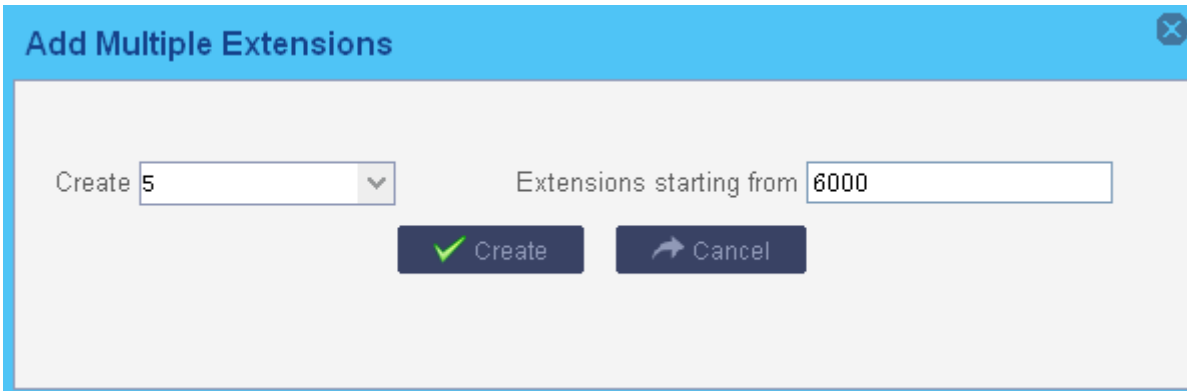 Add Multiple Extensions
Create 5 Extensions starting from 6000
Create Cancel